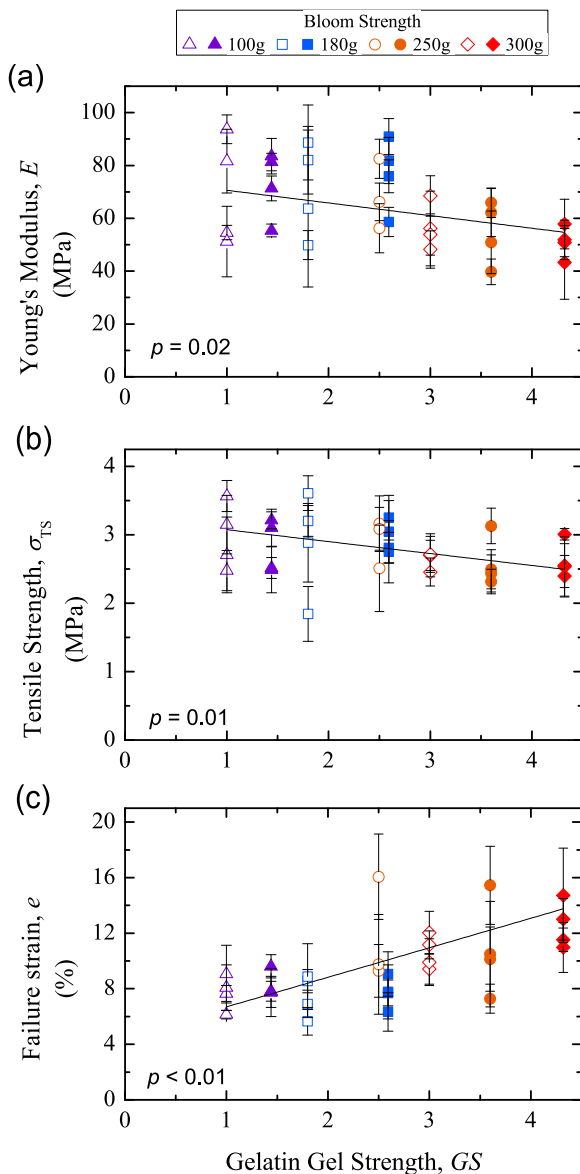 Bloom Strength
100g 180g 250g 300g
(a)
Young's Modulus, E
(MPa)
100
80
60
40
20
0
p = 0.02
0 1 2 3 4
(b)
Tensile Strength, σTS
(MPa)
4
3
2
1
0
p = 0.01
0 1 2 3 4
(c)
Failure strain, e
(%)
20
16
12
8
4
0
p < 0.01
0 1 2 3 4
Gelatin Gel Strength, GS